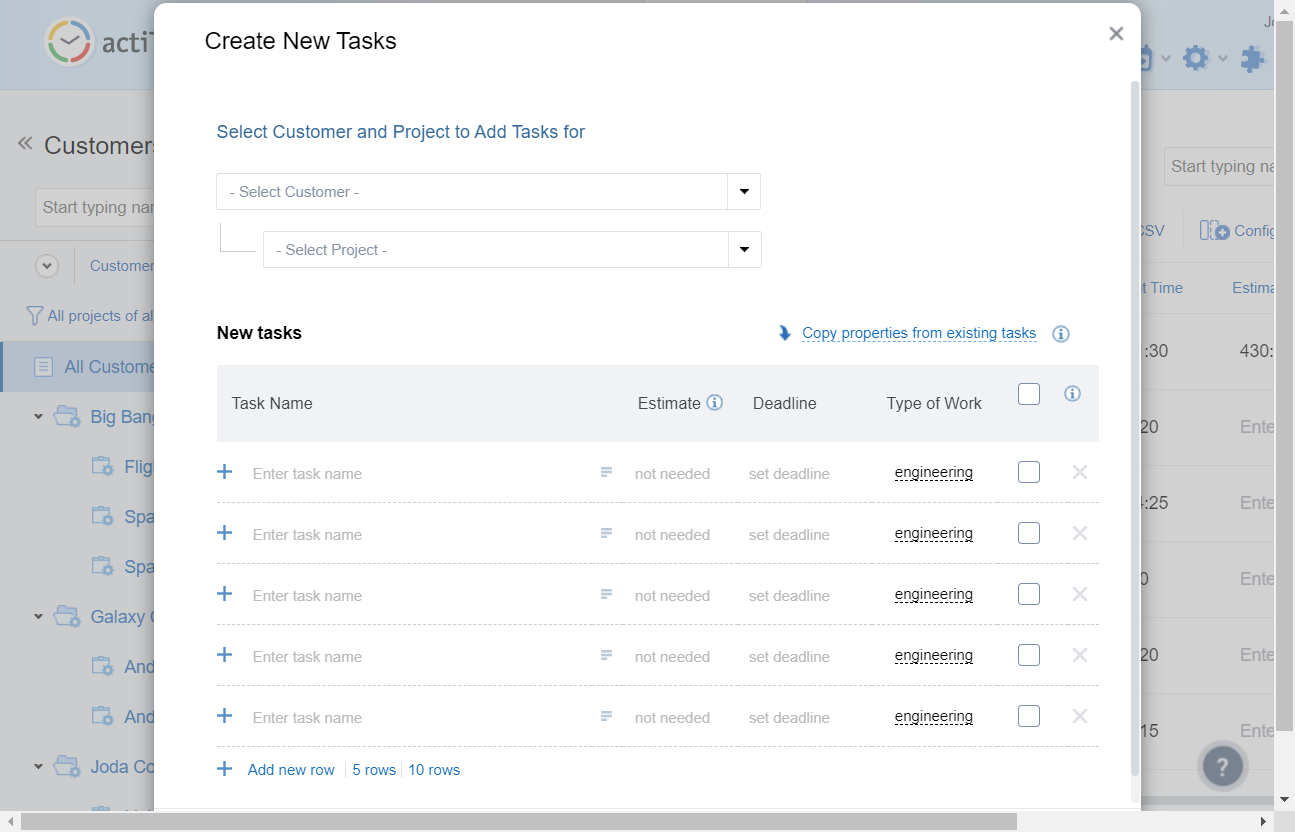 Create New Tasks
Select Customer and Project to Add Tasks for
- Select Customer -
- Select Project -
New tasks
Copy properties from existing tasks
Task Name Estimate Deadline Type of Work
Enter task name not needed set deadline engineering
Enter task name not needed set deadline engineering
Enter task name not needed set deadline engineering
Enter task name not needed set deadline engineering
Enter task name not needed set deadline engineering
Add new row 5 rows 10 rows
acti
Customers
Start typing nam
Customer
All projects of al
All Custome
Big Bang
Flig
Spa
Spa
Galaxy
And
And
Joda Co
Start typing na
CSV
Config
t Time Estima
:30 430:
20 Ente
:25 Ente
0 Ente
20 Ente
15 Ente
?